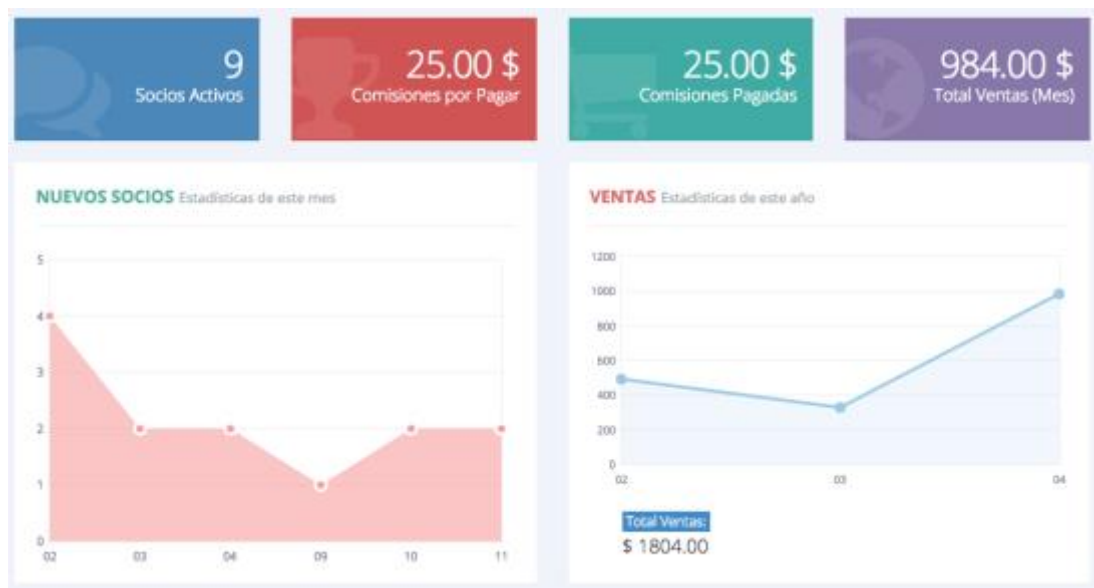 9
Socios Activos
25.00 $
Comisiones por Pagar
25.00 $
Comisiones Pagadas
984.00 $
Total Ventas (Mes)
NUEVOS SOCIOS Estadísticas de este mes
5
4
3
2
1
0
02 03 04 09 10 11
VENTAS Estadísticas de este año
1200
1000
800
600
400
200
0
02 03 04
Total Ventas:
$ 1804.00